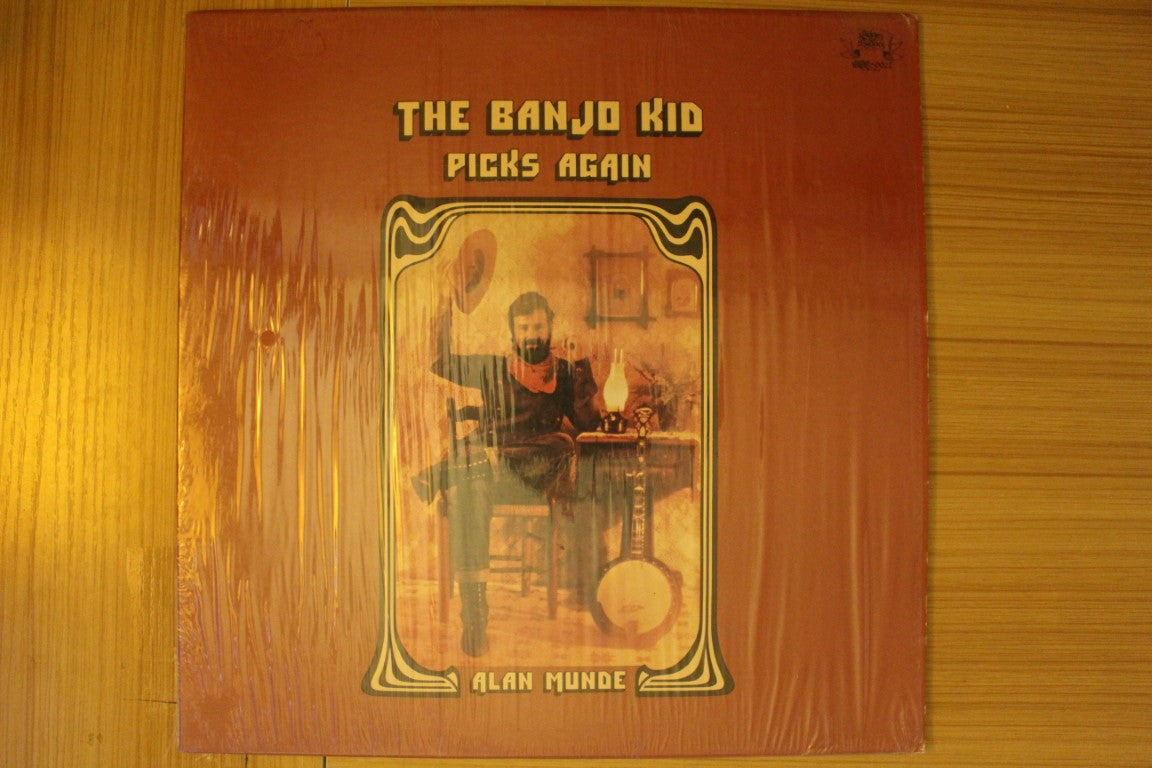 THE BANJO KID
PICKS AGAIN
ALAN MUNDE